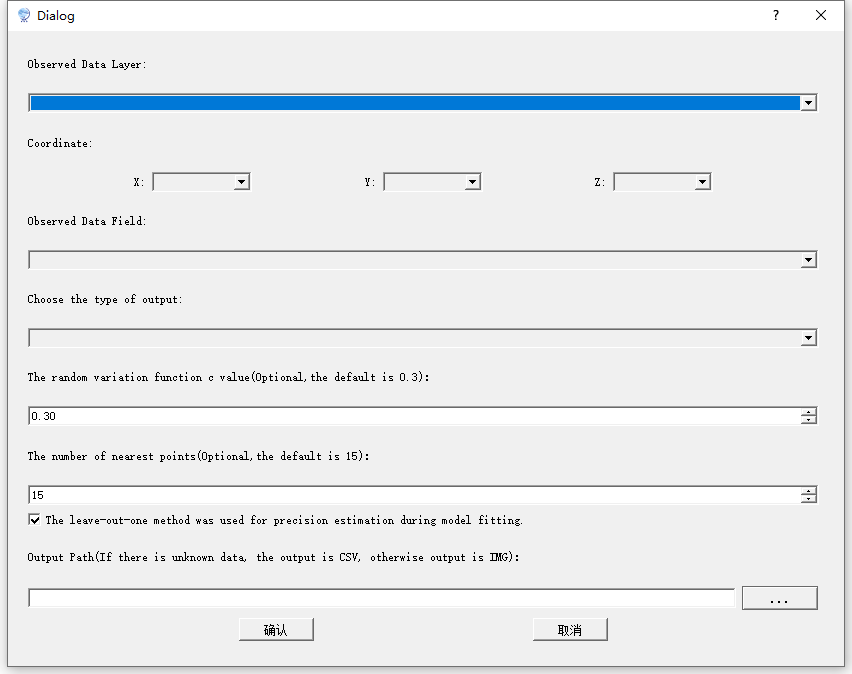 Dialog ?
Observed Data Layer:
Coordinate:
X: Y: Z:
Observed Data Field:
Choose the type of output:
The random variation function c value(Optional,the default is 0.3):
0.30
The number of nearest points(Optional,the default is 15):
15
The leave-out-one method was used for precision estimation during model fitting.
Output Path(If there is unknown data, the output is CSV, otherwise output is IMG):
...
确认 取消